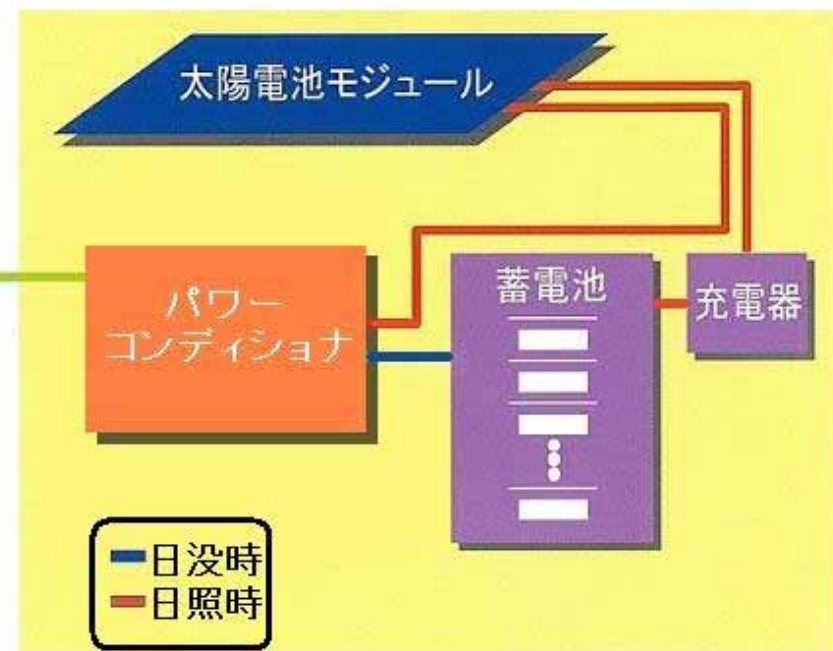 太陽電池モジュール
パワー
コンディショナ
蓄電池
充電器
日没時
日照時